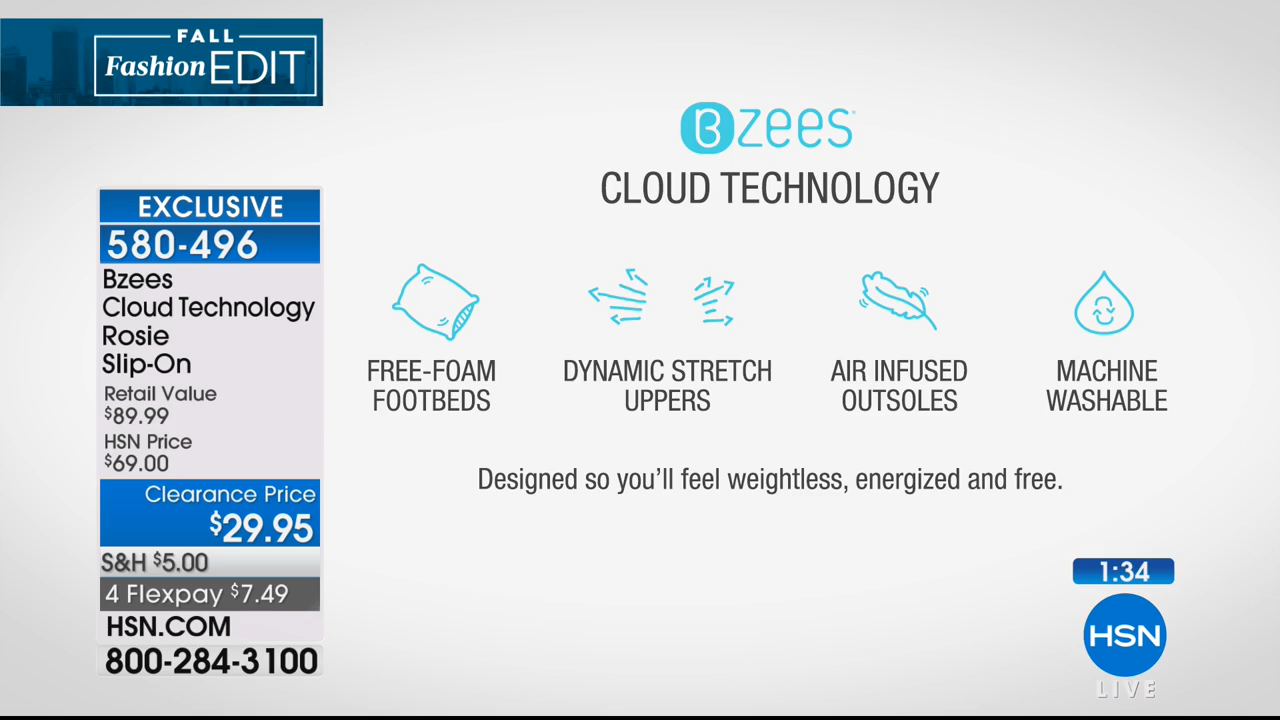 FALL
Fashion EDIT
EXCLUSIVE
580-496
Bzees
Cloud Technology
Rosie
Slip-On
Retail Value
$89.99
HSN Price
$69.00
Clearance Price
$29.95
S&H $5.00
4 Flexpay $7.49
HSN.COM
800-284-3100
Bzees
CLOUD TECHNOLOGY
FREE-FOAM
FOOTBEDS
DYNAMIC STRETCH
UPPERS
AIR INFUSED
OUTSOLES
MACHINE
WASHABLE
Designed so you'll feel weightless, energized and free.
1:34
HSN
LIVE